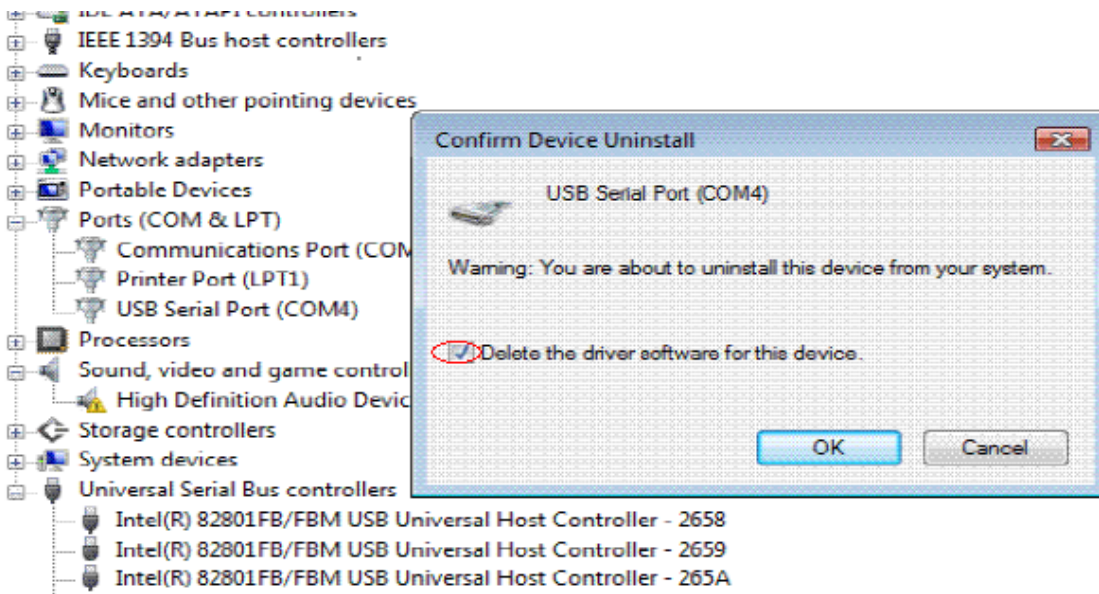 IDE ATA/ATAPI controllers
IEEE 1394 Bus host controllers
Keyboards
Mice and other pointing devices
Monitors
Network adapters
Portable Devices
Ports (COM & LPT)
Communications Port (COM
Printer Port (LPT1)
USB Serial Port (COM4)
Processors
Sound, video and game control
High Definition Audio Devic
Storage controllers
System devices
Universal Serial Bus controllers
Intel(R) 82801FB/FBM USB Universal Host Controller - 2658
Intel(R) 82801FB/FBM USB Universal Host Controller - 2659
Intel(R) 82801FB/FBM USB Universal Host Controller - 265A
Confirm Device Uninstall
USB Serial Port (COM4)
Warning: You are about to uninstall this device from your system.
Delete the driver software for this device.
OK
Cancel